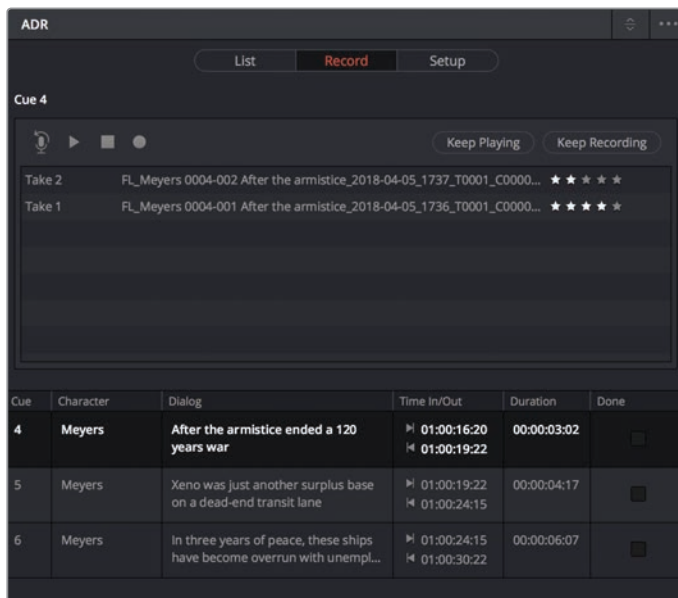 ADR
List Record Setup
Cue 4
Keep Playing Keep Recording
Take 2 FL_Meyers 0004-002 After the armistice_2018-04-05_1737_T0001_C0000...
Take 1 FL_Meyers 0004-001 After the armistice_2018-04-05_1736_T0001_C0000...
Cue Character Dialog Time In/Out Duration Done
4 Meyers After the armistice ended a 120 01:00:16:20 00:00:03:02
years war 01:00:19:22
5 Meyers Xeno was just another surplus base 01:00:19:22 00:00:04:17
on a dead-end transit lane 01:00:24:15
6 Meyers In three years of peace, these ships 01:00:24:15 00:00:06:07
have become overrun with unempl... 01:00:30:22